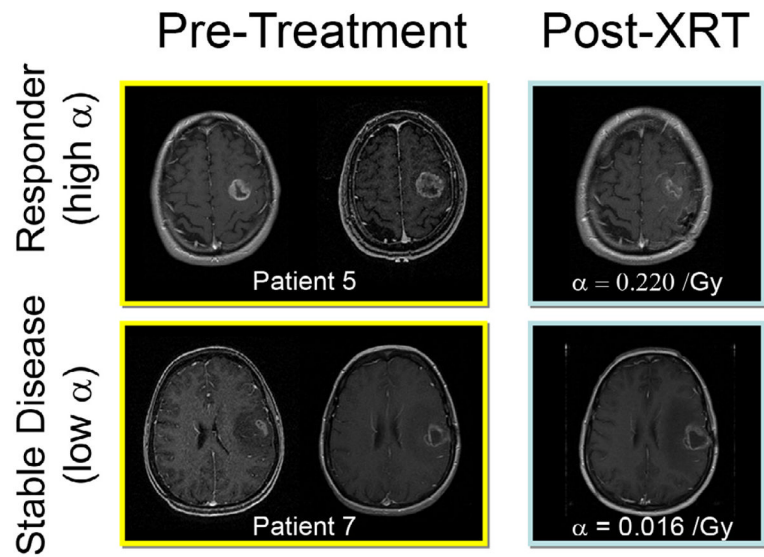 Pre-Treatment
Post-XRT
Responder
(high α)
Patient 5
α = 0.220 /Gy
Stable Disease
(low α)
Patient 7
α = 0.016 /Gy